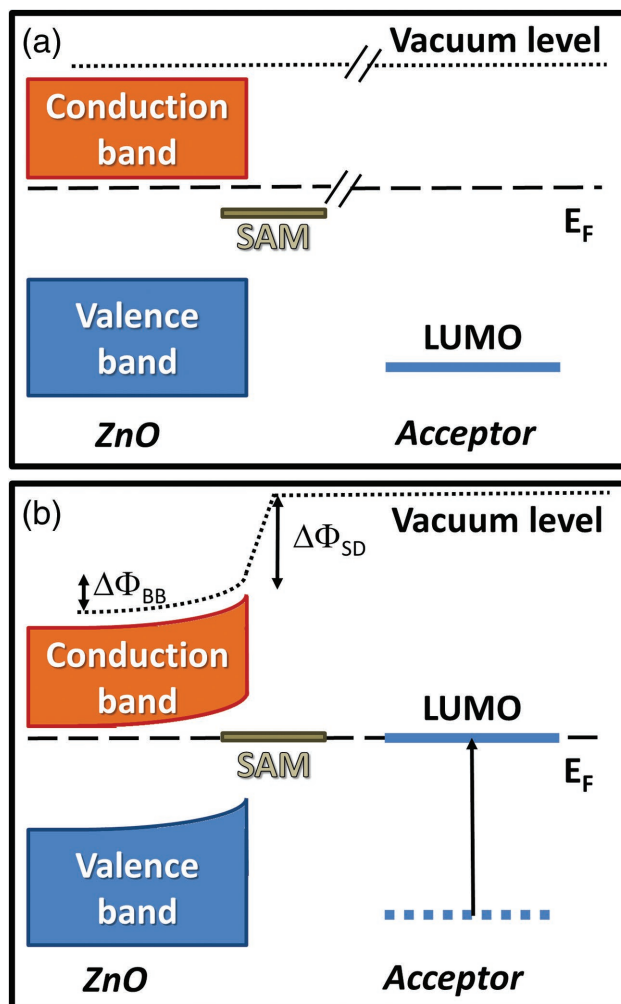 (a)
Vacuum level
Conduction
band
SAM
E_F
Valence
band
LUMO
ZnO
Acceptor
(b)
Vacuum level
ΔΦ_SD
ΔΦ_BB
Conduction
band
LUMO
SAM
E_F
Valence
band
ZnO
Acceptor